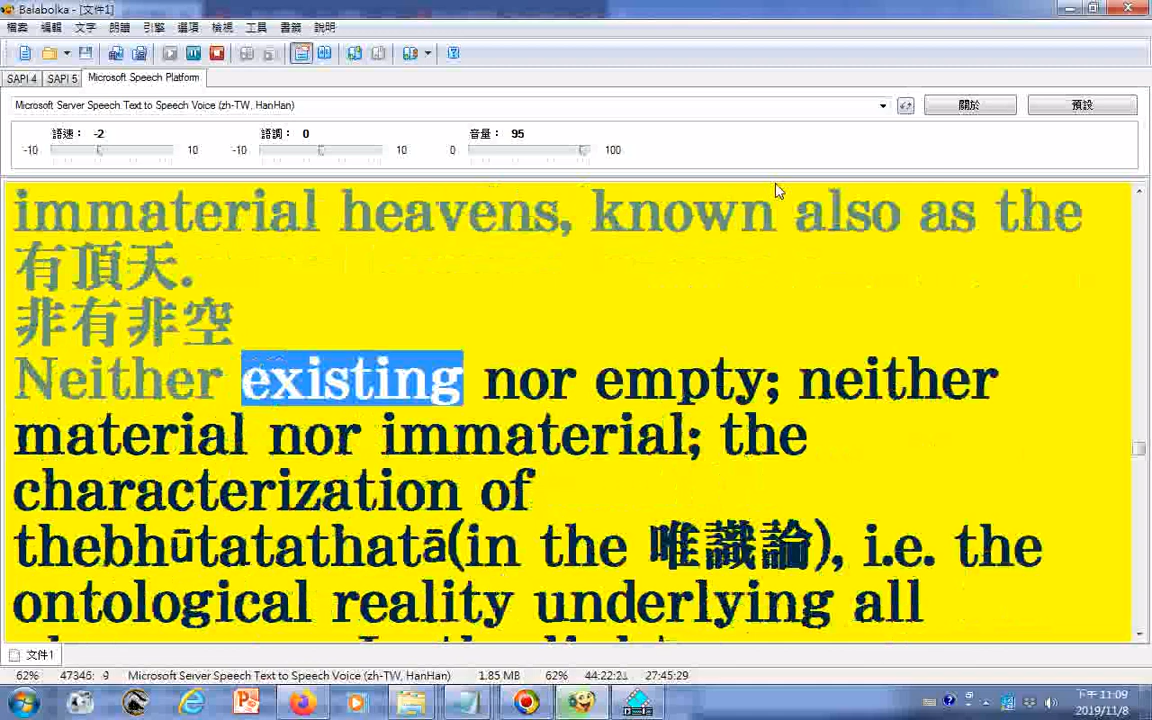 Balabolka - [文件1]
檔案 編輯 文字 朗讀 引擎 選項 檢視 工具 書籤 說明
SAPI 4 SAPI 5 Microsoft Speech Platform
Microsoft Server Speech Text to Speech Voice (zh-TW, HanHan) 關於 預設
語速： -2 語調： 0 音量： 95
-10 10 -10 10 0 100
immaterial heavens, known also as the
有頂天.
非有非空
Neither existing nor empty; neither
material nor immaterial; the
characterization of
thebhūtatathatā(in the 唯識論), i.e. the
ontological reality underlying all
文件1
62% 47346: 9 Microsoft Server Speech Text to Speech Voice (zh-TW, HanHan) 1.85 MB 62% 44:22:21 27:45:29
下午 11:09
2019/11/8